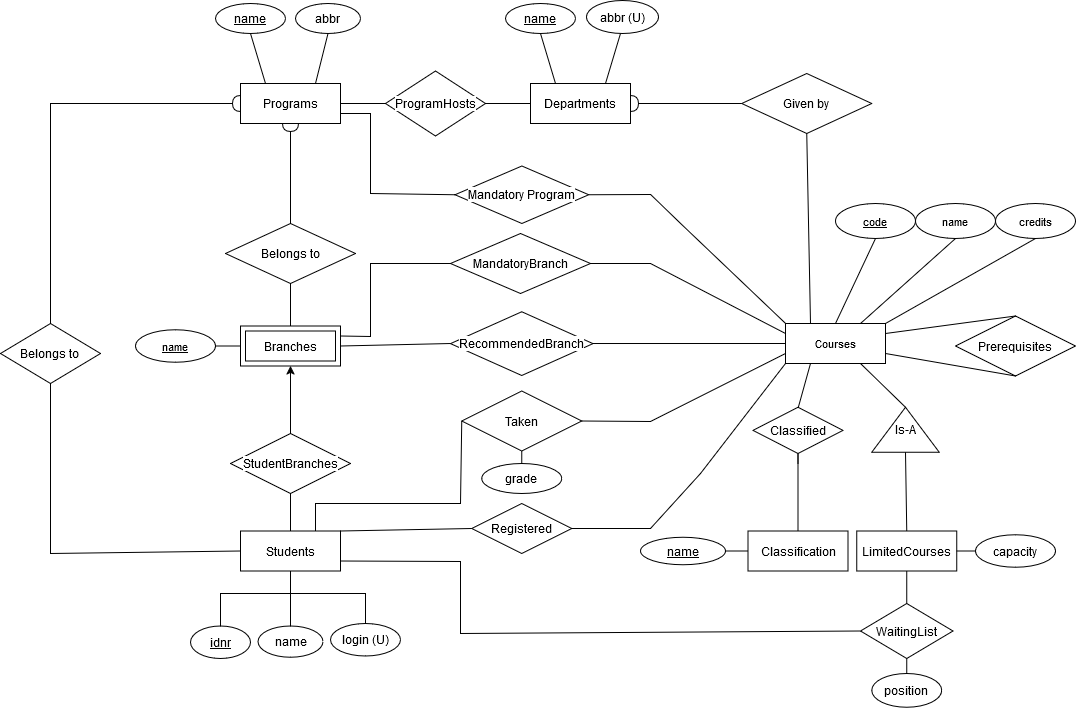 name
abbr
name
abbr (U)
Programs
ProgramHosts
Departments
Given by
Mandatory Program
code
name
credits
Belongs to
MandatoryBranch
name
Branches
RecommendedBranch
Courses
Prerequisites
Belongs to
Taken
Classified
Is-A
StudentBranches
grade
Students
Registered
name
Classification
LimitedCourses
capacity
idnr
name
login (U)
WaitingList
position